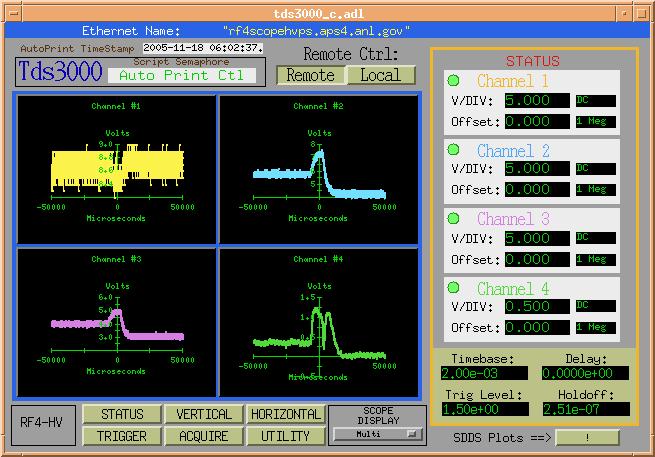 tds3000_c.adl
Ethernet Name: "rf4scopehvps.aps4.anl.gov"
AutoPrint TimeStamp 2005-11-18 06:02:37.
Tds3000
Script Semaphore
Auto Print Ctl
Remote Ctrl:
Remote Local
Channel #1
Volts
9.0
8.0
-50000 0 50000
Microseconds
Channel #2
Volts
8
5
-50000 0 50000
Microseconds
Channel #3
Volts
6.0
5.0
4.0
3.0
-50000 0 50000
Microseconds
Channel #4
Volts
1.5
1.0
0.5
0.0
-50000 50000
Microseconds
STATUS
Channel 1
V/DIV: 5.000 DC
Offset: 0.000 1 Meg
Channel 2
V/DIV: 5.000 DC
Offset: 0.000 1 Meg
Channel 3
V/DIV: 5.000 DC
Offset: 0.000 1 Meg
Channel 4
V/DIV: 0.500 DC
Offset: 0.000 1 Meg
Timebase: Delay:
2.00e-03 0.0000e+00
Trig Level: Holdoff:
1.50e+00 2.51e-07
RF4-HV
STATUS VERTICAL HORIZONTAL
TRIGGER ACQUIRE UTILITY
SCOPE
DISPLAY
Multi
SDDS Plots ==> !